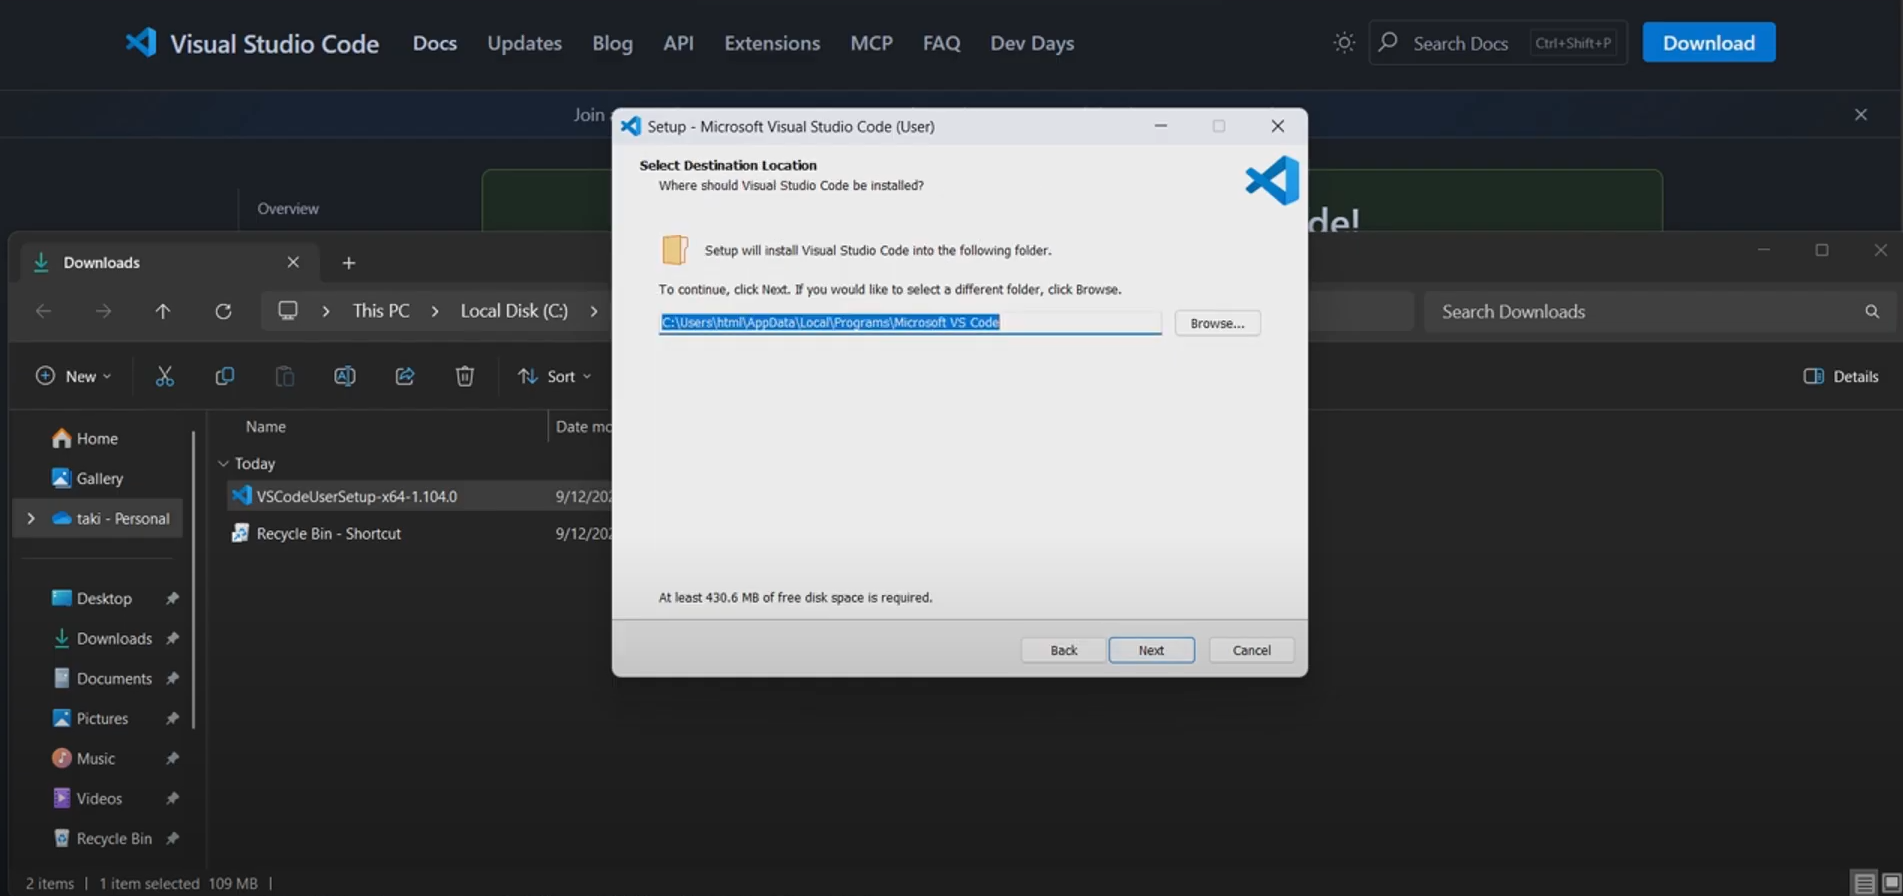 Visual Studio Code Docs Updates Blog API Extensions MCP FAQ Dev Days Search Docs Ctrl+Shift+P Download
Join
Overview
de!
Setup - Microsoft Visual Studio Code (User)
Select Destination Location
Where should Visual Studio Code be installed?
Setup will install Visual Studio Code into the following folder.
To continue, click Next. If you would like to select a different folder, click Browse.
C:\Users\html\AppData\Local\Programs\Microsoft VS Code
Browse...
At least 430.6 MB of free disk space is required.
Back Next Cancel
Downloads
This PC Local Disk (C:) Search Downloads
New Sort Details
Name Date mo
Today
VSCodeUserSetup-x64-1.104.0 9/12/202
Recycle Bin - Shortcut 9/12/202
Home
Gallery
taki - Personal
Desktop
Downloads
Documents
Pictures
Music
Videos
Recycle Bin
2 items | 1 item selected 109 MB |